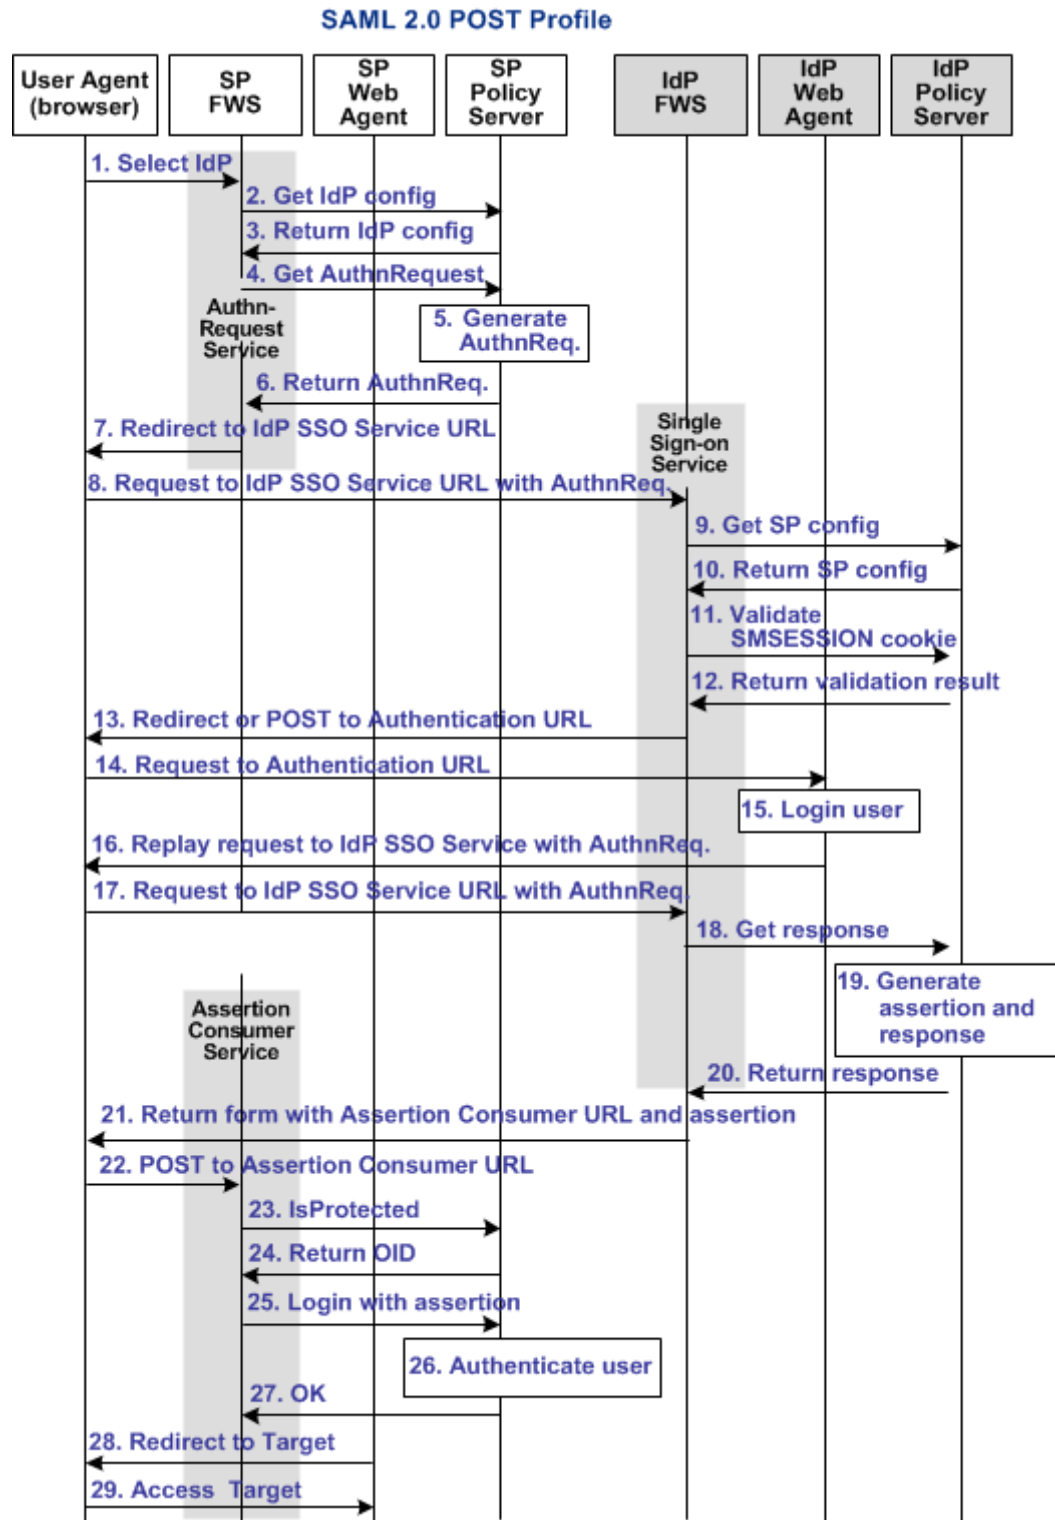 SAML 2.0 POST Profile
User Agent
(browser)
SP
FWS
SP
Web
Agent
SP
Policy
Server
IdP
FWS
IdP
Web
Agent
IdP
Policy
Server
1. Select IdP
2. Get IdP config
3. Return IdP config
4. Get AuthnRequest
Authn-
Request
Service
5. Generate
AuthnReq.
6. Return AuthnReq.
7. Redirect to IdP SSO Service URL
Single
Sign-on
Service
8. Request to IdP SSO Service URL with AuthnReq.
9. Get SP config
10. Return SP config
11. Validate
SMSESSION cookie
12. Return validation result
13. Redirect or POST to Authentication URL
14. Request to Authentication URL
15. Login user
16. Replay request to IdP SSO Service with AuthnReq.
17. Request to IdP SSO Service URL with AuthnReq.
18. Get response
19. Generate
assertion and
response
Assertion
Consumer
Service
20. Return response
21. Return form with Assertion Consumer URL and assertion
22. POST to Assertion Consumer URL
23. IsProtected
24. Return OID
25. Login with assertion
26. Authenticate user
27. OK
28. Redirect to Target
29. Access Target